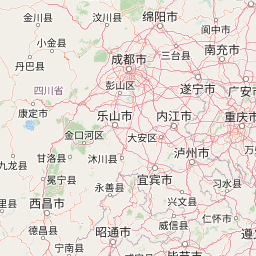 金川县
汶川县
绵阳市
阆中市
小金县
三台县
南充市
丹巴县
成都市
四川省
彭山区
遂宁市
广安市
康定市
乐山市
内江市
重庆市
金口河区
大安区
甘洛县
沐川县
泸州市
九龙县
冕宁县
宜宾市
永善县
习水县
西昌市
兴文县
德昌县
威信县
仁怀市
宁南县
昭通市
毕节市